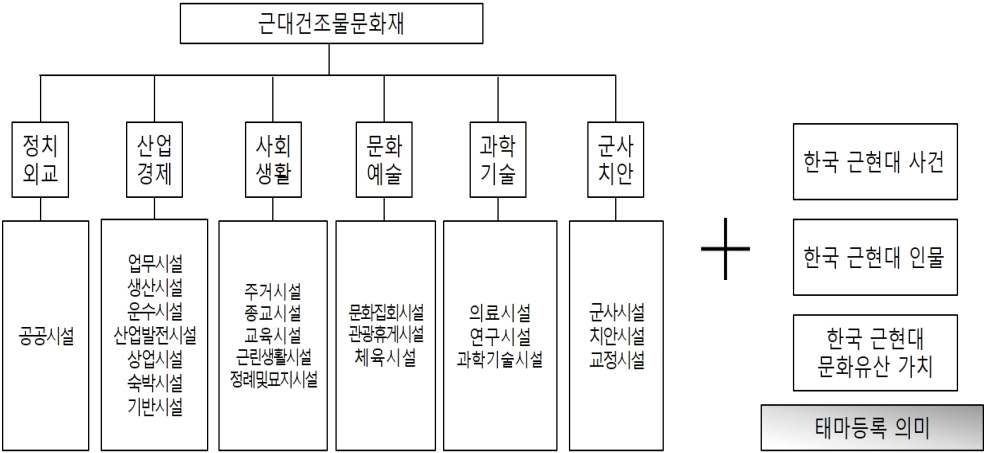 근대건조물문화재
정치
외교
산업
경제
사회
생활
문화
예술
과학
기술
군사
치안
공공시설
업무시설
생산시설
운수시설
산업발전시설
상업시설
숙박시설
기반시설
주거시설
종교시설
교육시설
근린생활시설
장례및묘지시설
문화집회시설
관광휴게시설
체육시설
의료시설
연구시설
과학기술시설
군사시설
치안시설
교정시설
+
한국 근현대 사건
한국 근현대 인물
한국 근현대
문화유산 가치
태마등록 의미